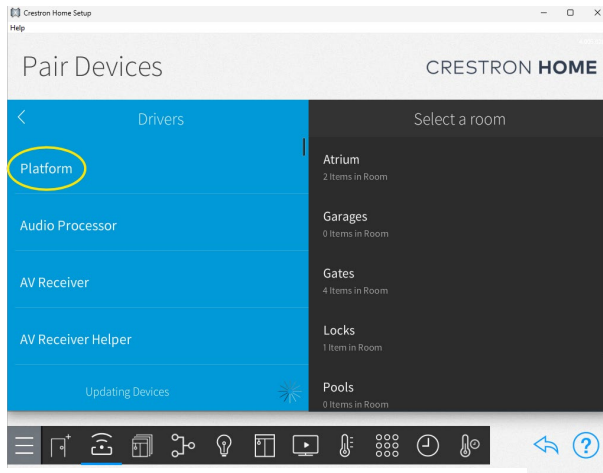 Crestron Home Setup
Help
Pair Devices
CRESTRON HOME
Drivers
Select a room
Platform
Audio Processor
AV Receiver
AV Receiver Helper
Updating Devices
Atrium
2 Items in Room
Garages
0 Items in Room
Gates
4 Items in Room
Locks
1 Item in Room
Pools
0 Items in Room
?